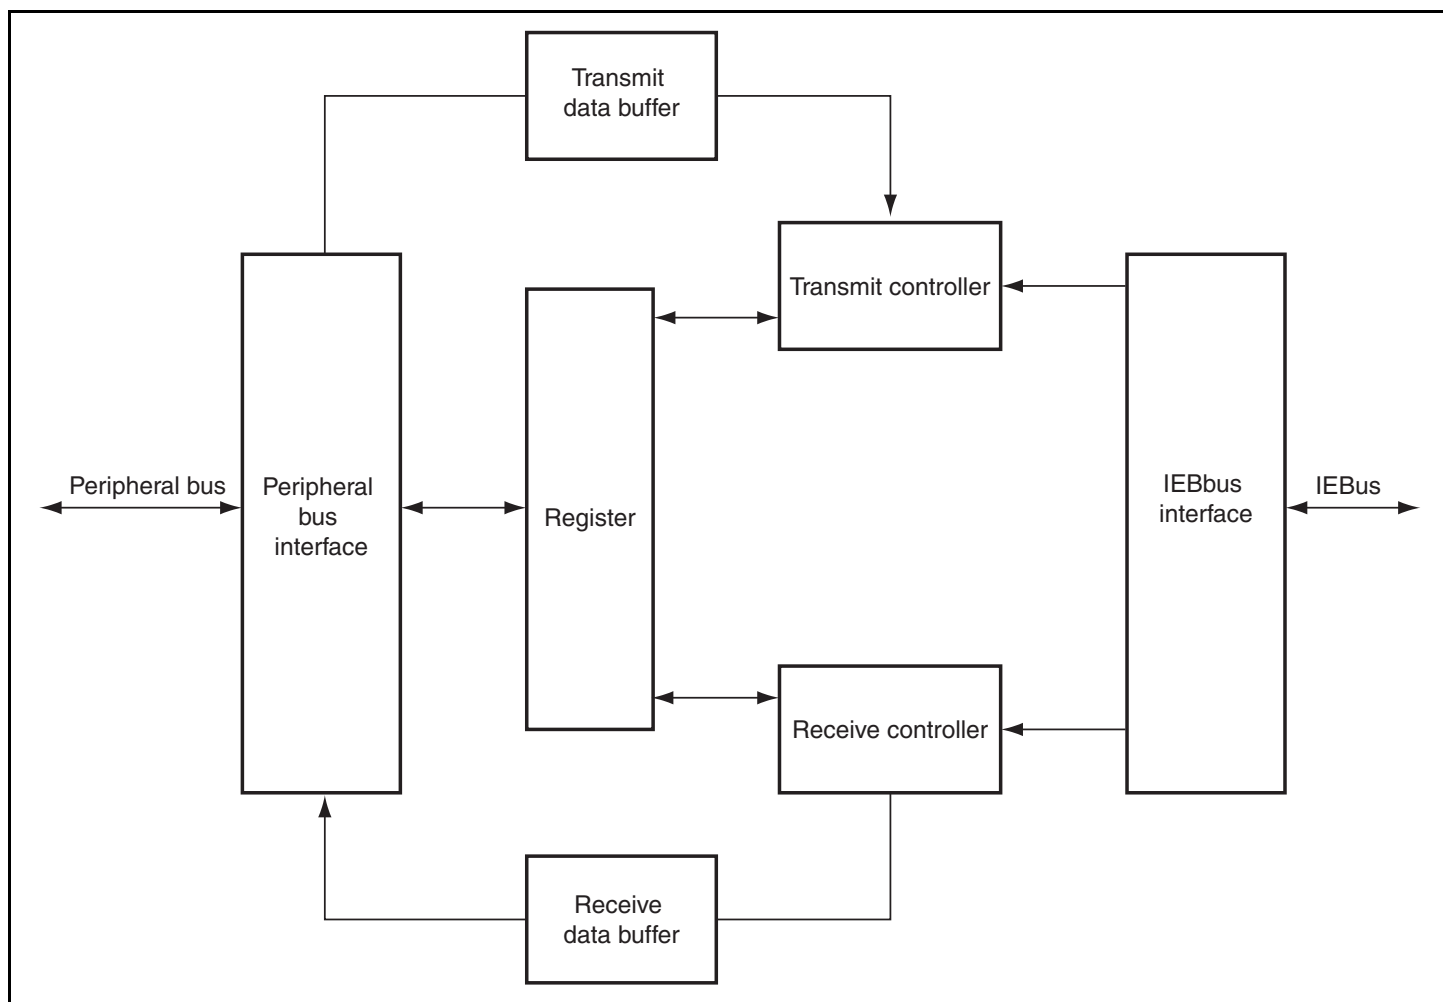 Transmit
data buffer
Transmit controller
Peripheral bus
Peripheral
bus
interface
Register
IEBbus
interface
IEBus
Receive controller
Receive
data buffer